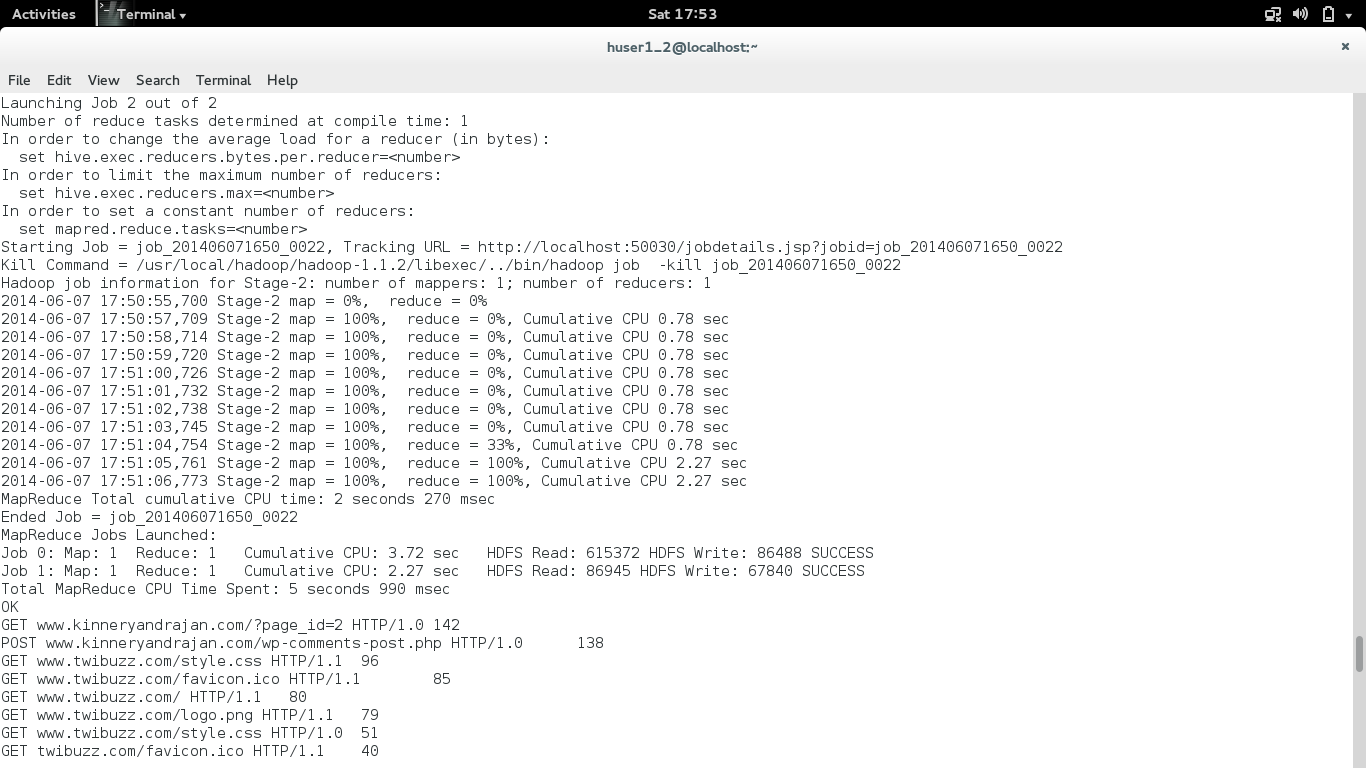 Activities
Terminal
Sat 17:53
huser1_2@localhost:~
File Edit View Search Terminal Help
Launching Job 2 out of 2
Number of reduce tasks determined at compile time: 1
In order to change the average load for a reducer (in bytes):
  set hive.exec.reducers.bytes.per.reducer=<number>
In order to limit the maximum number of reducers:
  set hive.exec.reducers.max=<number>
In order to set a constant number of reducers:
  set mapred.reduce.tasks=<number>
Starting Job = job_201406071650_0022, Tracking URL = http://localhost:50030/jobdetails.jsp?jobid=job_201406071650_0022
Kill Command = /usr/local/hadoop/hadoop-1.1.2/libexec/../bin/hadoop job  -kill job_201406071650_0022
Hadoop job information for Stage-2: number of mappers: 1; number of reducers: 1
2014-06-07 17:50:55,700 Stage-2 map = 0%,  reduce = 0%
2014-06-07 17:50:57,709 Stage-2 map = 100%,  reduce = 0%, Cumulative CPU 0.78 sec
2014-06-07 17:50:58,714 Stage-2 map = 100%,  reduce = 0%, Cumulative CPU 0.78 sec
2014-06-07 17:50:59,720 Stage-2 map = 100%,  reduce = 0%, Cumulative CPU 0.78 sec
2014-06-07 17:51:00,726 Stage-2 map = 100%,  reduce = 0%, Cumulative CPU 0.78 sec
2014-06-07 17:51:01,732 Stage-2 map = 100%,  reduce = 0%, Cumulative CPU 0.78 sec
2014-06-07 17:51:02,738 Stage-2 map = 100%,  reduce = 0%, Cumulative CPU 0.78 sec
2014-06-07 17:51:03,745 Stage-2 map = 100%,  reduce = 0%, Cumulative CPU 0.78 sec
2014-06-07 17:51:04,754 Stage-2 map = 100%,  reduce = 33%, Cumulative CPU 0.78 sec
2014-06-07 17:51:05,761 Stage-2 map = 100%,  reduce = 100%, Cumulative CPU 2.27 sec
2014-06-07 17:51:06,773 Stage-2 map = 100%,  reduce = 100%, Cumulative CPU 2.27 sec
MapReduce Total cumulative CPU time: 2 seconds 270 msec
Ended Job = job_201406071650_0022
MapReduce Jobs Launched:
Job 0: Map: 1  Reduce: 1   Cumulative CPU: 3.72 sec   HDFS Read: 615372 HDFS Write: 86488 SUCCESS
Job 1: Map: 1  Reduce: 1   Cumulative CPU: 2.27 sec   HDFS Read: 86945 HDFS Write: 67840 SUCCESS
Total MapReduce CPU Time Spent: 5 seconds 990 msec
OK
GET www.kinneryandrajan.com/?page_id=2 HTTP/1.0 142
POST www.kinneryandrajan.com/wp-comments-post.php HTTP/1.0      138
GET www.twibuzz.com/style.css HTTP/1.1  96
GET www.twibuzz.com/favicon.ico HTTP/1.1        85
GET www.twibuzz.com/ HTTP/1.1   80
GET www.twibuzz.com/logo.png HTTP/1.1   79
GET www.twibuzz.com/style.css HTTP/1.0  51
GET twibuzz.com/favicon.ico HTTP/1.1    40